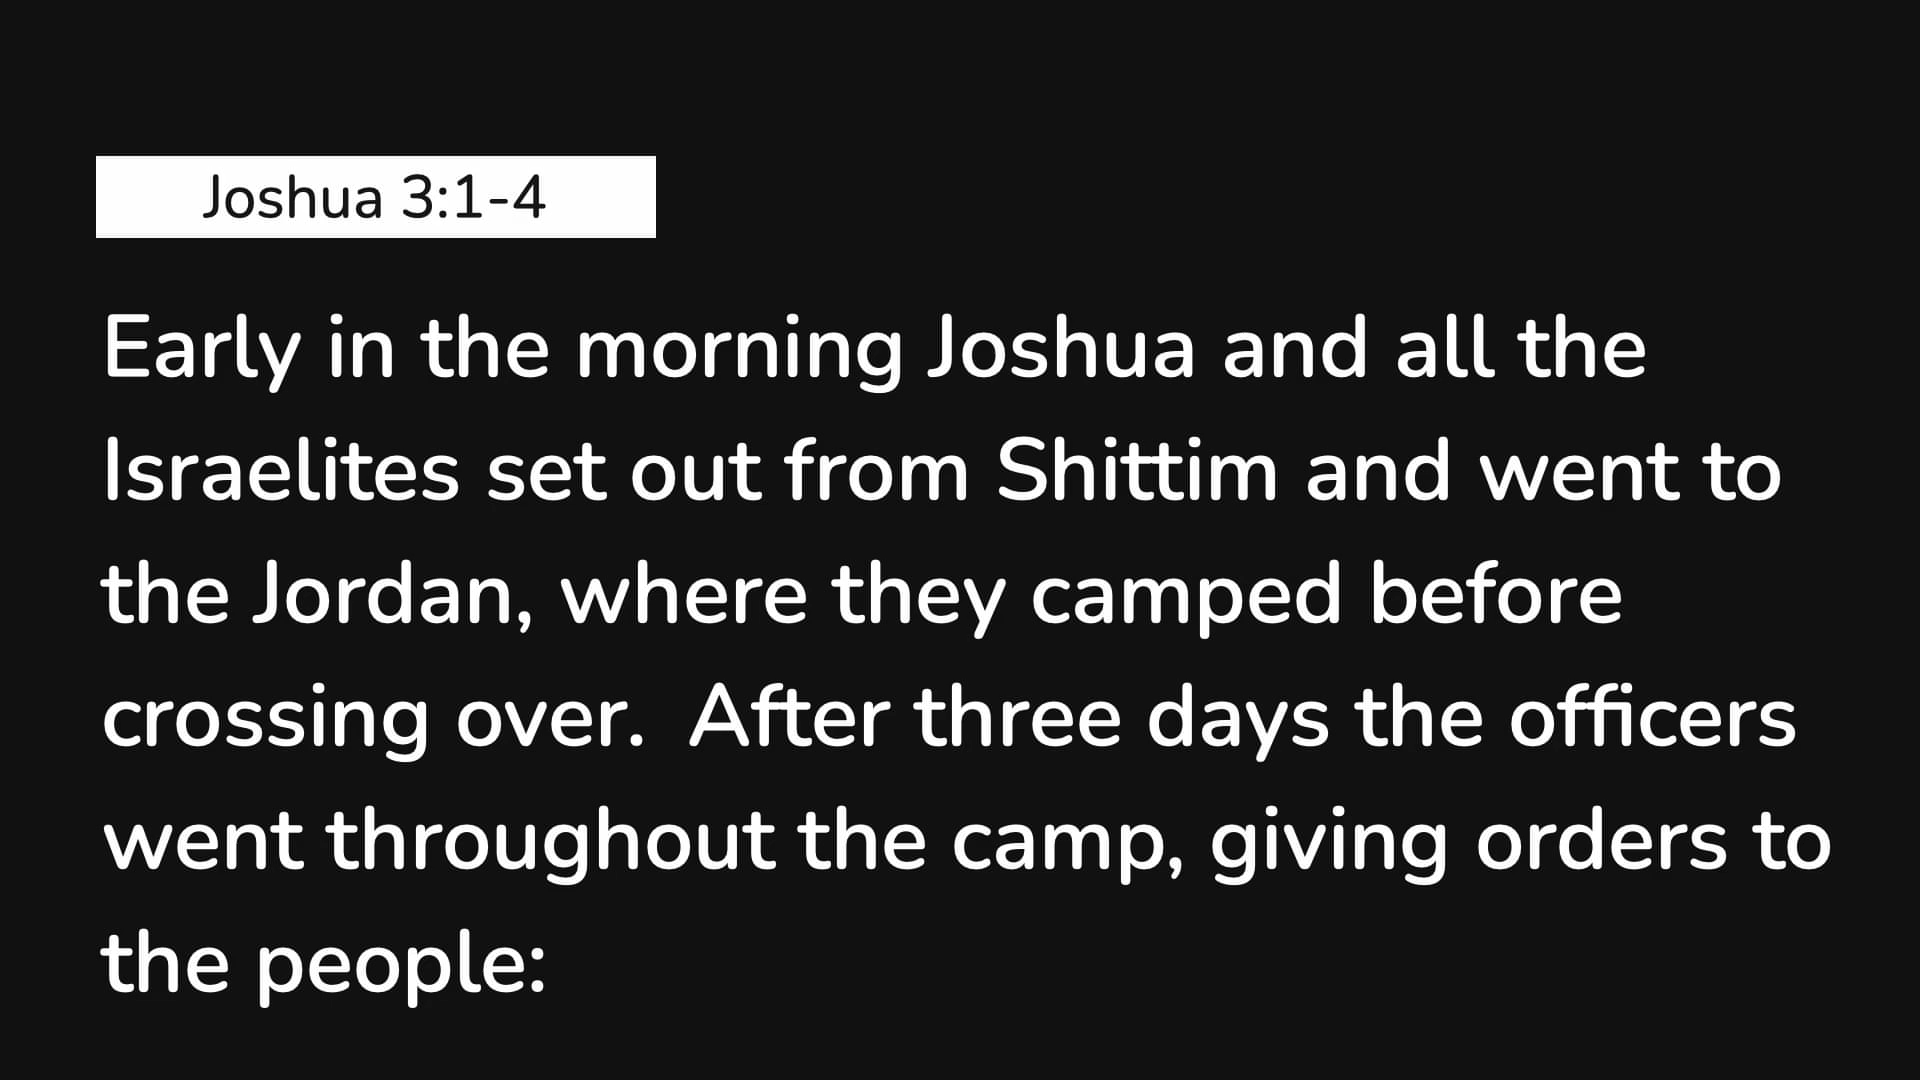 Joshua 3:1-4
Early in the morning Joshua and all the
Israelites set out from Shittim and went to
the Jordan, where they camped before
crossing over.  After three days the officers
went throughout the camp, giving orders to
the people: